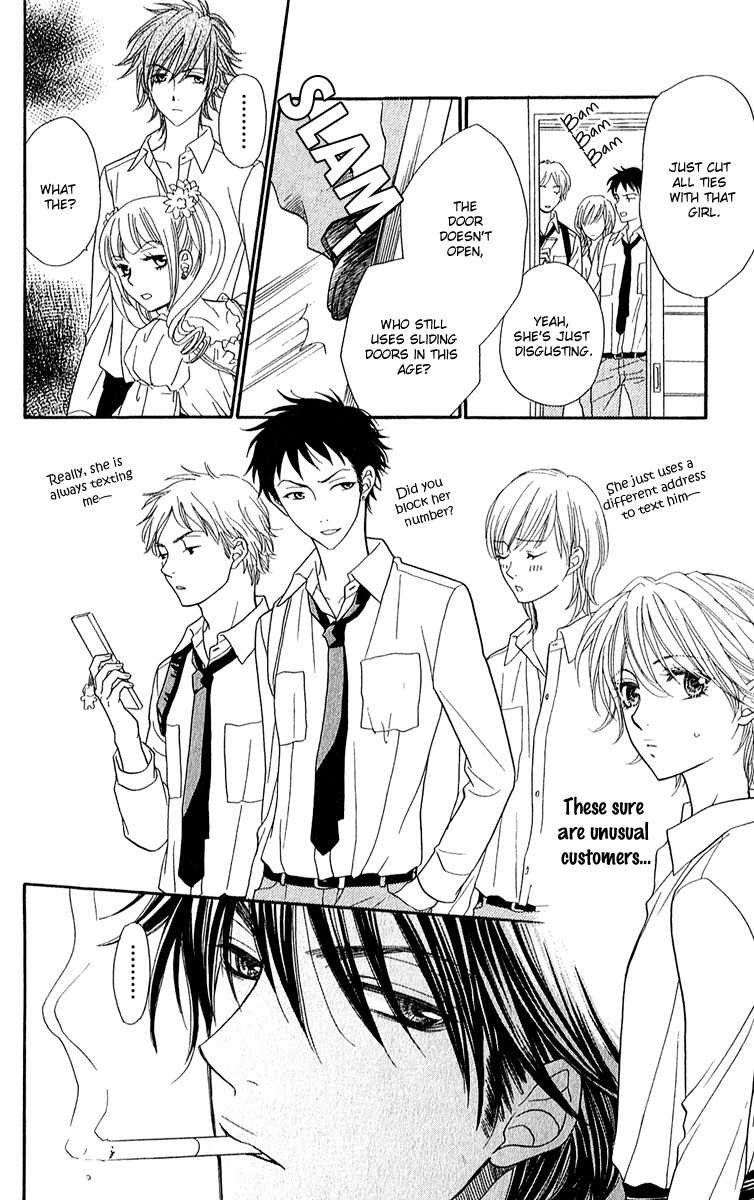 JUST CUT
ALL TIES
WITH THAT
GIRL.
Bam
Bam
Bam
YEAH,
SHE'S JUST
DISGUSTING.
THE
DOOR
DOESN'T
OPEN,
WHO STILL
USES SLIDING
DOORS IN THIS
AGE?
SLAM!
.........
WHAT
THE?
She just uses a
different address
to text him—
Did you
block her
number?
Really, she is
always texting
me—
These sure
are unusual
customers...
.........